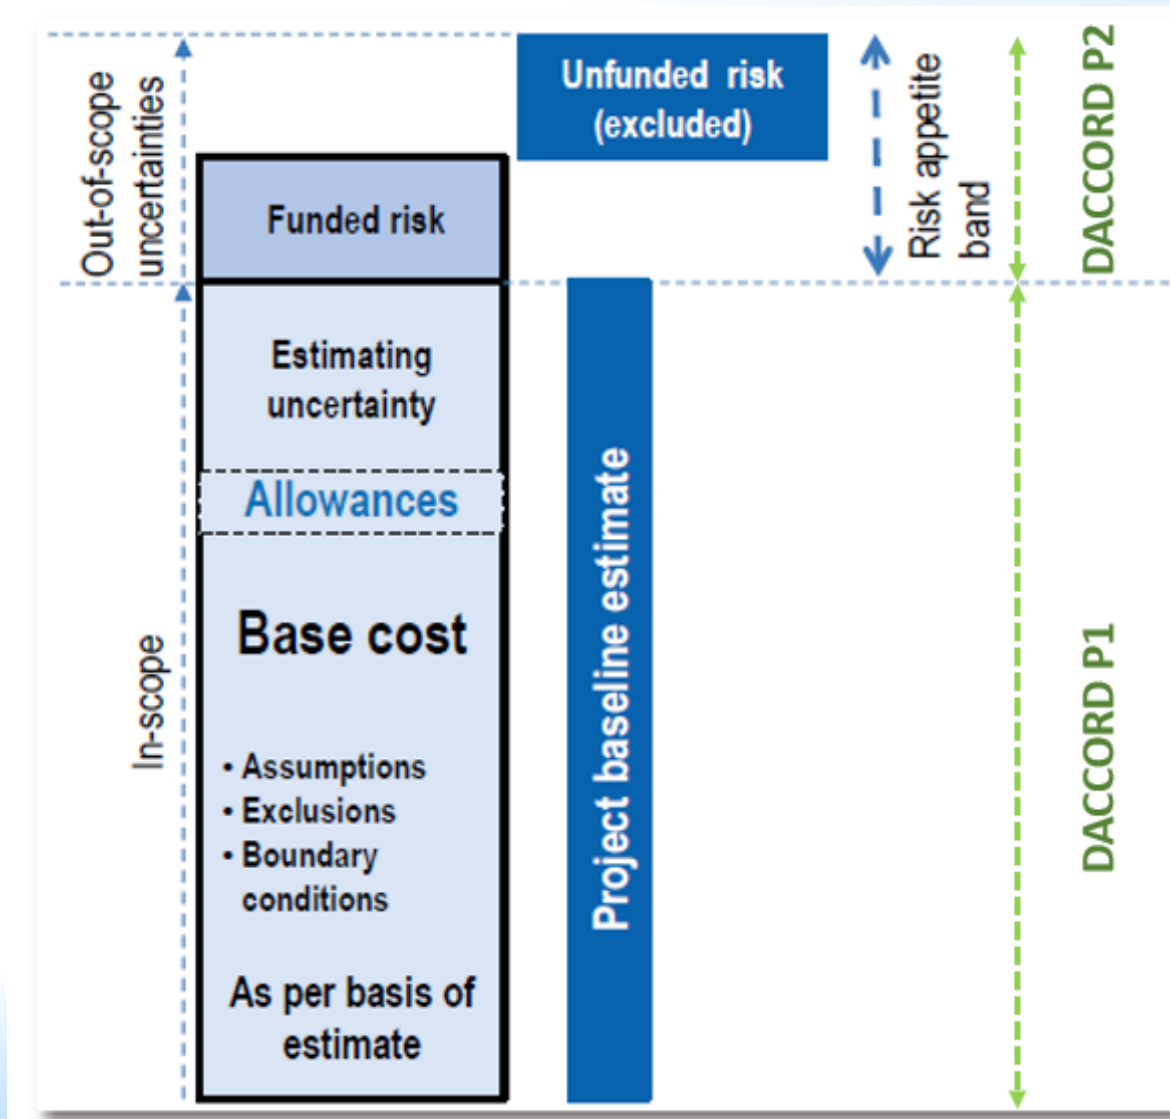 Out-of-scope
uncertainties
Unfunded risk
(excluded)
Risk appetite
band
DACCORD P2
Funded risk
In-scope
Estimating
uncertainty
Allowances
Base cost
• Assumptions
• Exclusions
• Boundary
conditions
As per basis of
estimate
Project baseline estimate
DACCORD P1